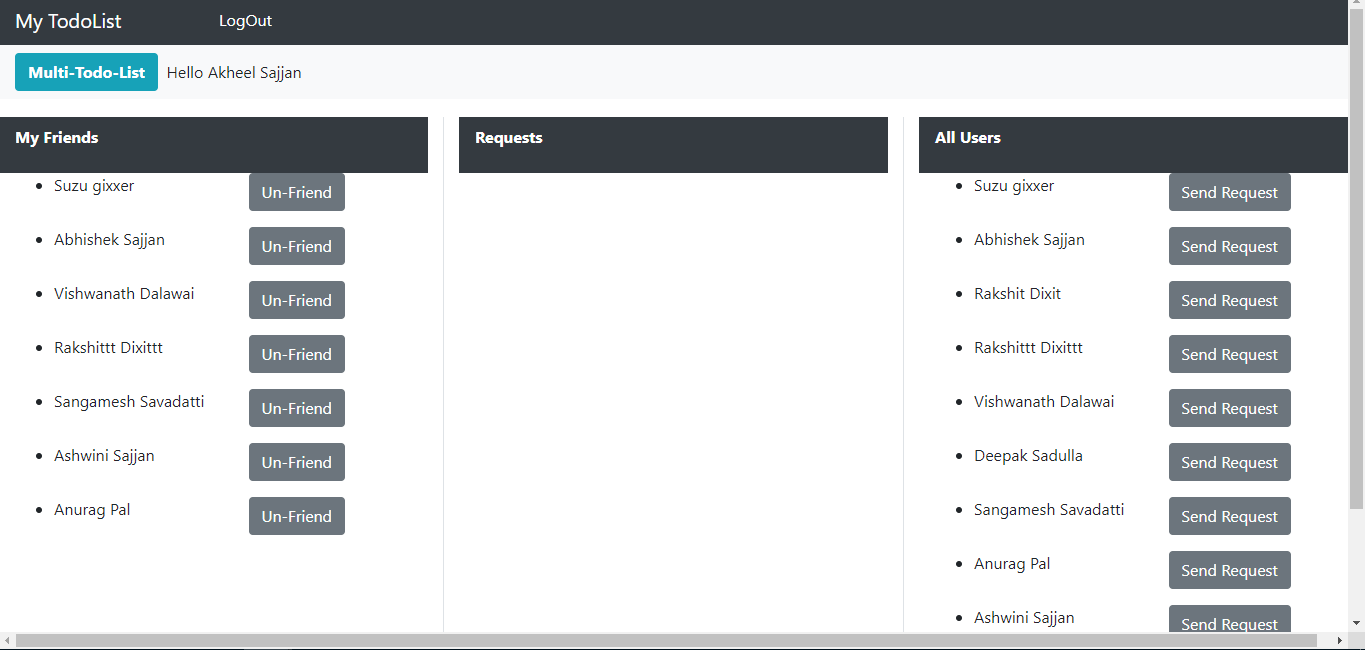 My TodoList LogOut
Multi-Todo-List Hello Akheel Sajjan
My Friends
Suzu gixxer Un-Friend
Abhishek Sajjan Un-Friend
Vishwanath Dalawai Un-Friend
Rakshittt Dixittt Un-Friend
Sangamesh Savadatti Un-Friend
Ashwini Sajjan Un-Friend
Anurag Pal Un-Friend
Requests
All Users
Suzu gixxer Send Request
Abhishek Sajjan Send Request
Rakshit Dixit Send Request
Rakshittt Dixittt Send Request
Vishwanath Dalawai Send Request
Deepak Sadulla Send Request
Sangamesh Savadatti Send Request
Anurag Pal Send Request
Ashwini Sajjan Send Request